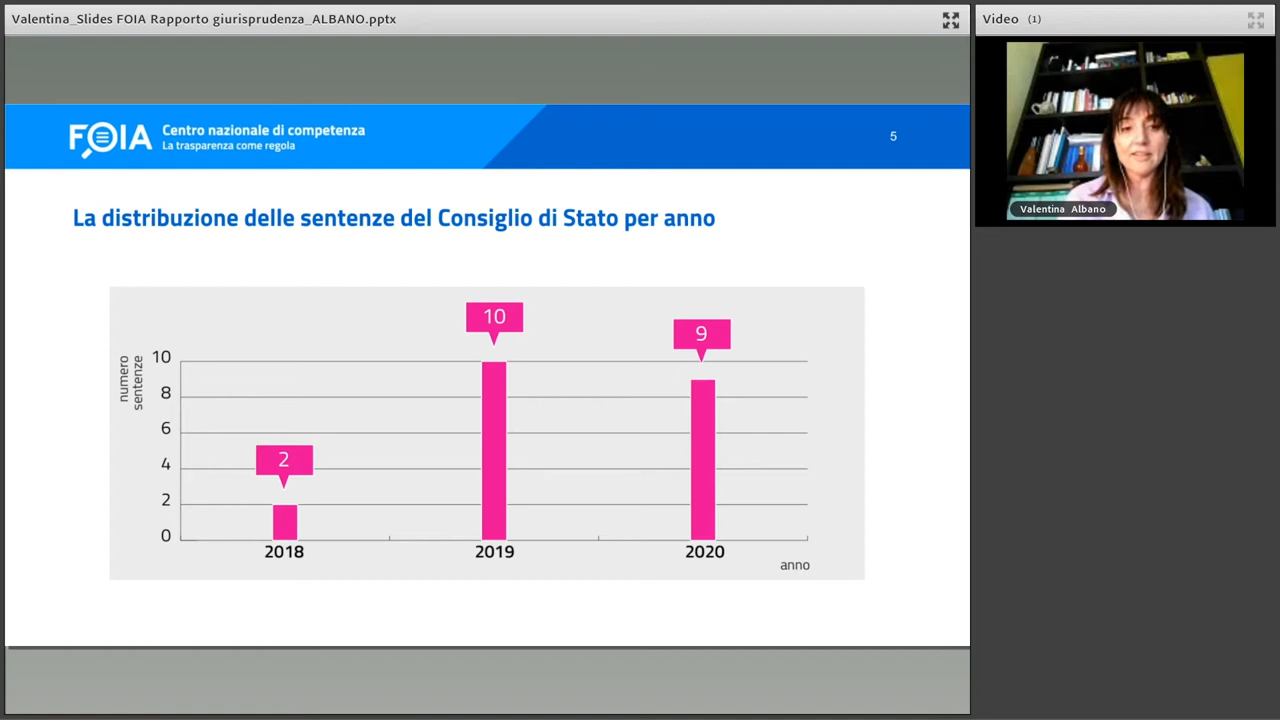 Valentina_Slides FOIA Rapporto giurisprudenza_ALBANO.pptx
Video (1)
FOIA
Centro nazionale di competenza
La trasparenza come regola
5
Valentina Albano
La distribuzione delle sentenze del Consiglio di Stato per anno
numero
sentenze
10
8
6
4
2
0
2
10
9
2018
2019
2020
anno